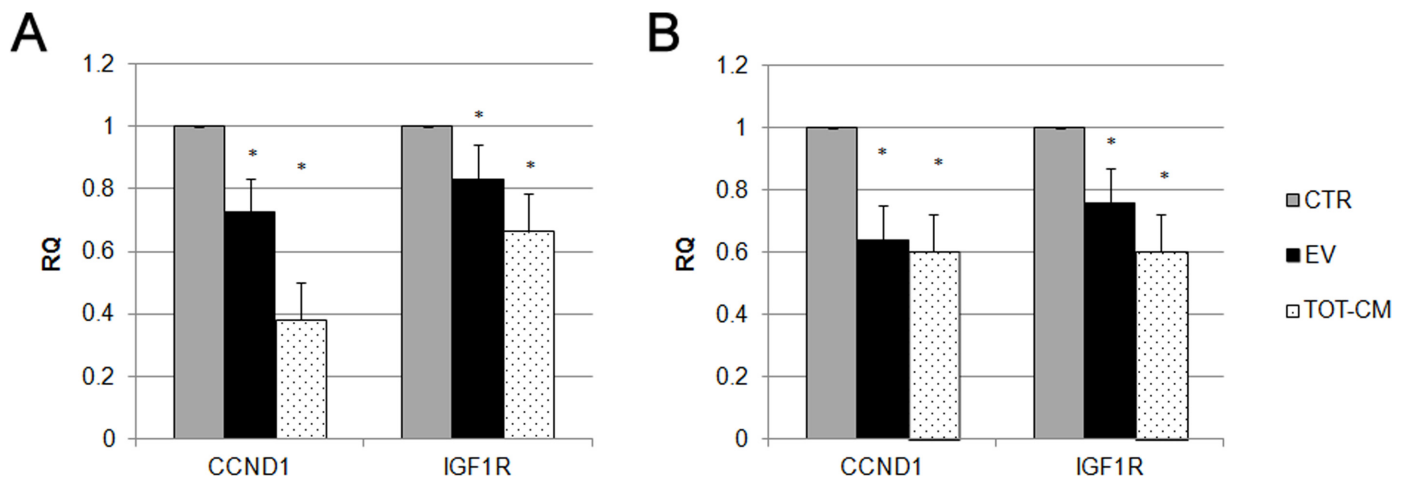 A
B
1.2
1
0.8
0.6
0.4
0.2
0
RQ
* * * *
CCND1 IGF1R
1.2
1
0.8
0.6
0.4
0.2
0
RQ
* * * *
CCND1 IGF1R
CTR
EV
TOT-CM